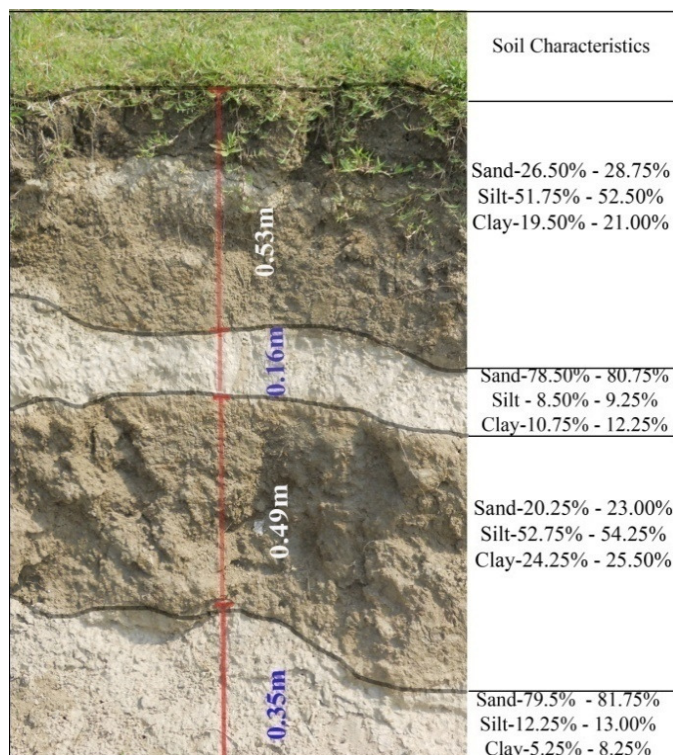 Soil Characteristics
Sand-26.50% - 28.75%
Silt-51.75% - 52.50%
Clay-19.50% - 21.00%
0.53m
Sand-78.50% - 80.75%
Silt - 8.50% - 9.25%
Clay-10.75% - 12.25%
0.16m
Sand-20.25% - 23.00%
Silt-52.75% - 54.25%
Clay-24.25% - 25.50%
0.49m
Sand-79.5% - 81.75%
Silt-12.25% - 13.00%
Clay-5.25% - 8.25%
0.35m